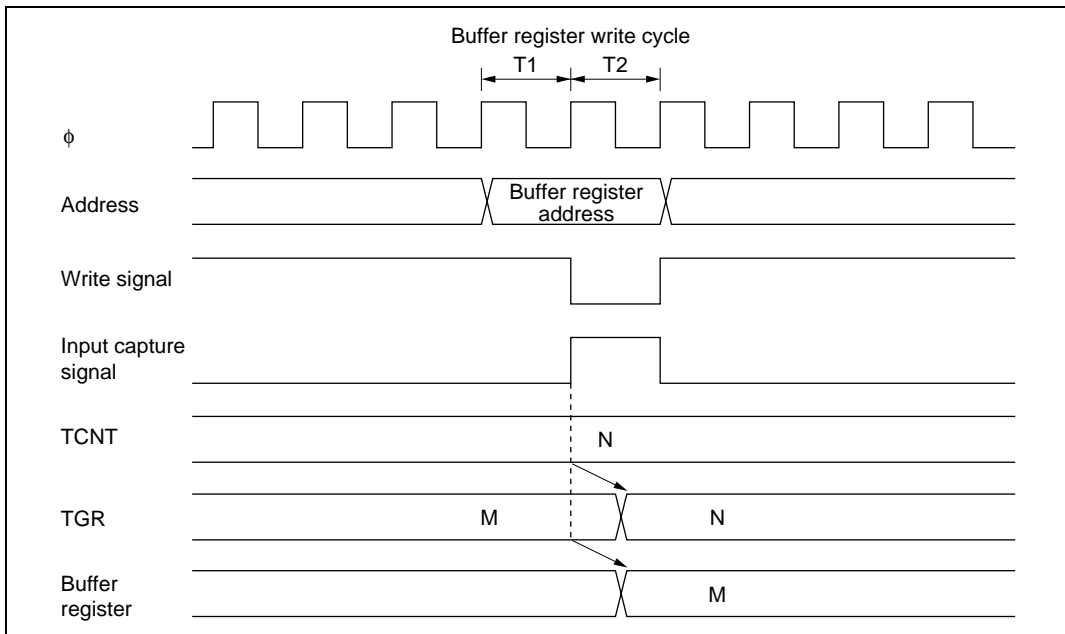 Buffer register write cycle
T1 T2
ϕ
Address
Buffer register
address
Write signal
Input capture
signal
TCNT
N
TGR
M N
Buffer
register
M